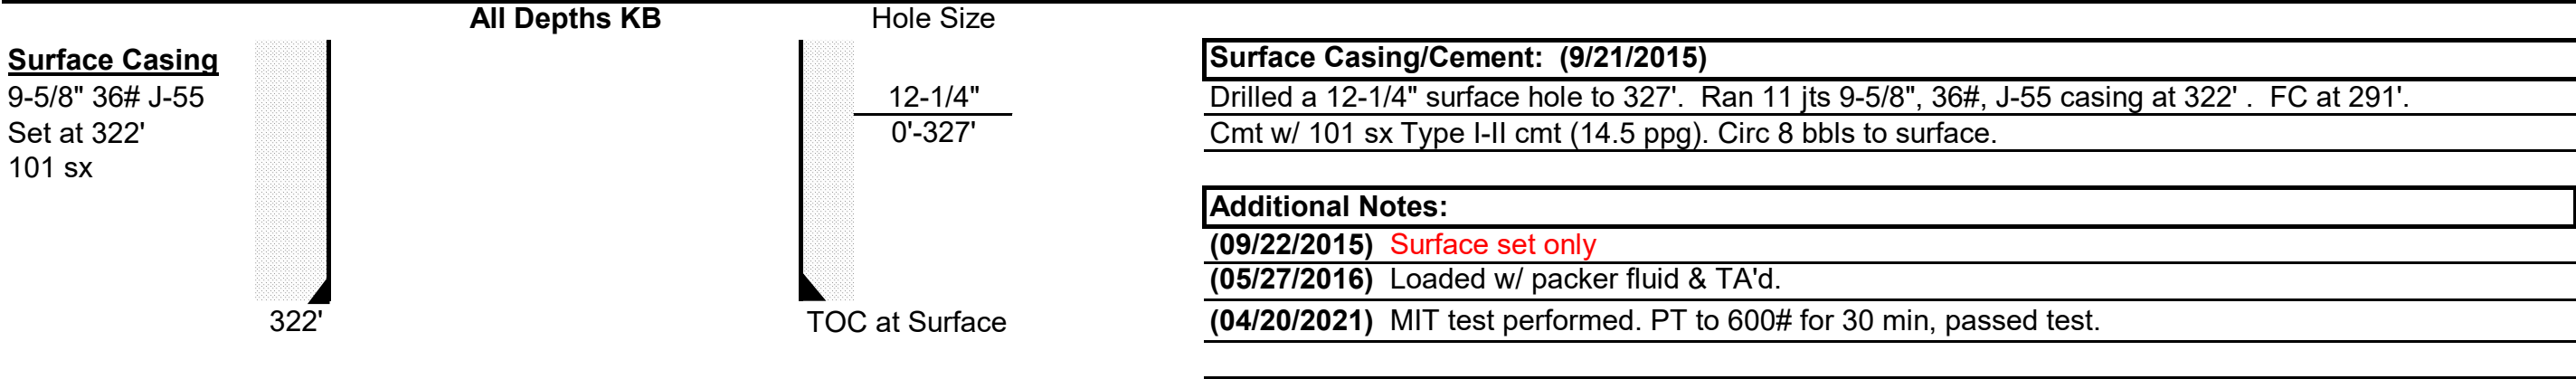 All Depths KB
Hole Size
Surface Casing
9-5/8" 36# J-55
Set at 322'
101 sx
12-1/4"
0'-327'
322'
TOC at Surface
Surface Casing/Cement:  (9/21/2015)
Drilled a 12-1/4" surface hole to 327'.  Ran 11 jts 9-5/8", 36#, J-55 casing at 322' .  FC at 291'.
Cmt w/ 101 sx Type I-II cmt (14.5 ppg). Circ 8 bbls to surface.
Additional Notes:
(09/22/2015)  Surface set only
(05/27/2016)  Loaded w/ packer fluid & TA'd.
(04/20/2021)  MIT test performed. PT to 600# for 30 min, passed test.